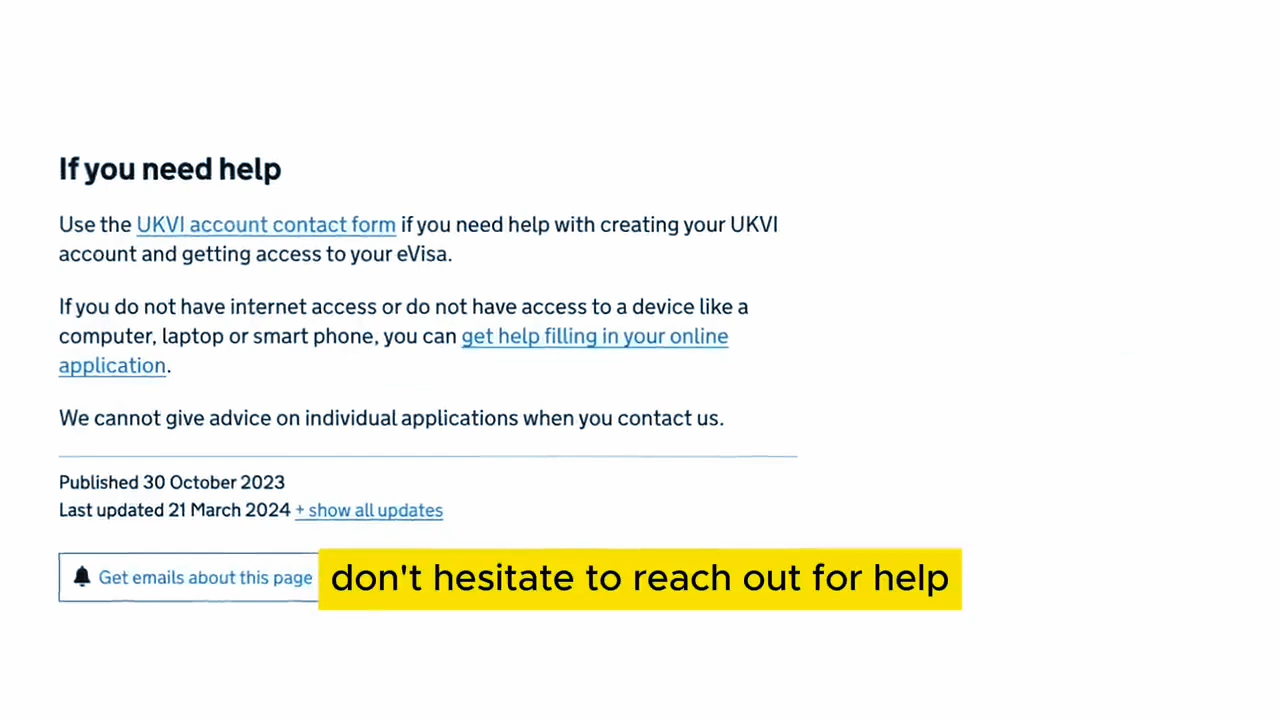 If you need help
Use the UKVI account contact form if you need help with creating your UKVI
account and getting access to your eVisa.
If you do not have internet access or do not have access to a device like a
computer, laptop or smart phone, you can get help filling in your online
application.
We cannot give advice on individual applications when you contact us.
Published 30 October 2023
Last updated 21 March 2024 + show all updates
Get emails about this page
don't hesitate to reach out for help